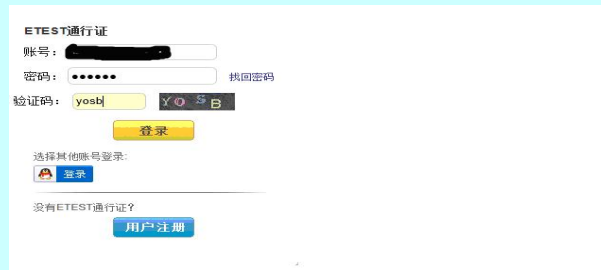 ETEST通行证
账号：
密码： ●●●●●● 找回密码
验证码： yosb YOSB
登录
选择其他账号登录:
登录
没有ETEST通行证?
用户注册